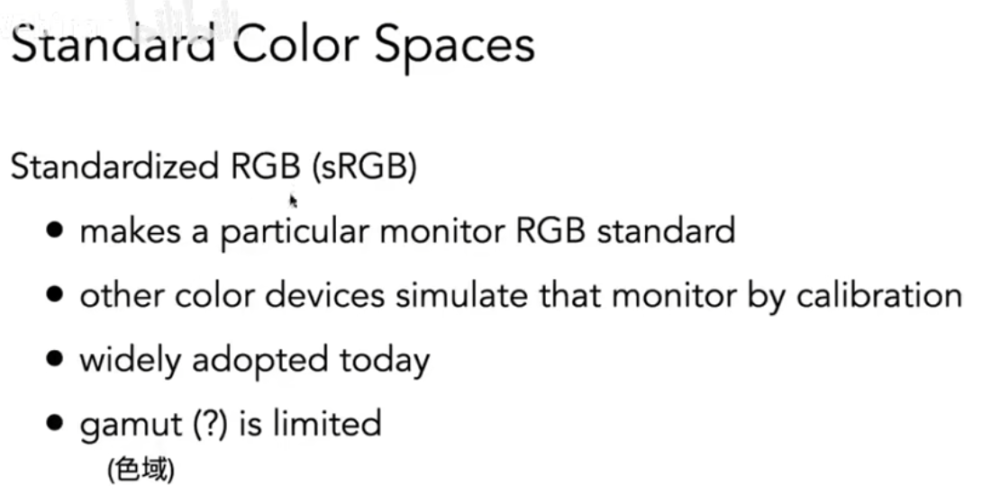 Standard Color Spaces
Standardized RGB (sRGB)
● makes a particular monitor RGB standard
● other color devices simulate that monitor by calibration
● widely adopted today
● gamut (?) is limited
(色域)